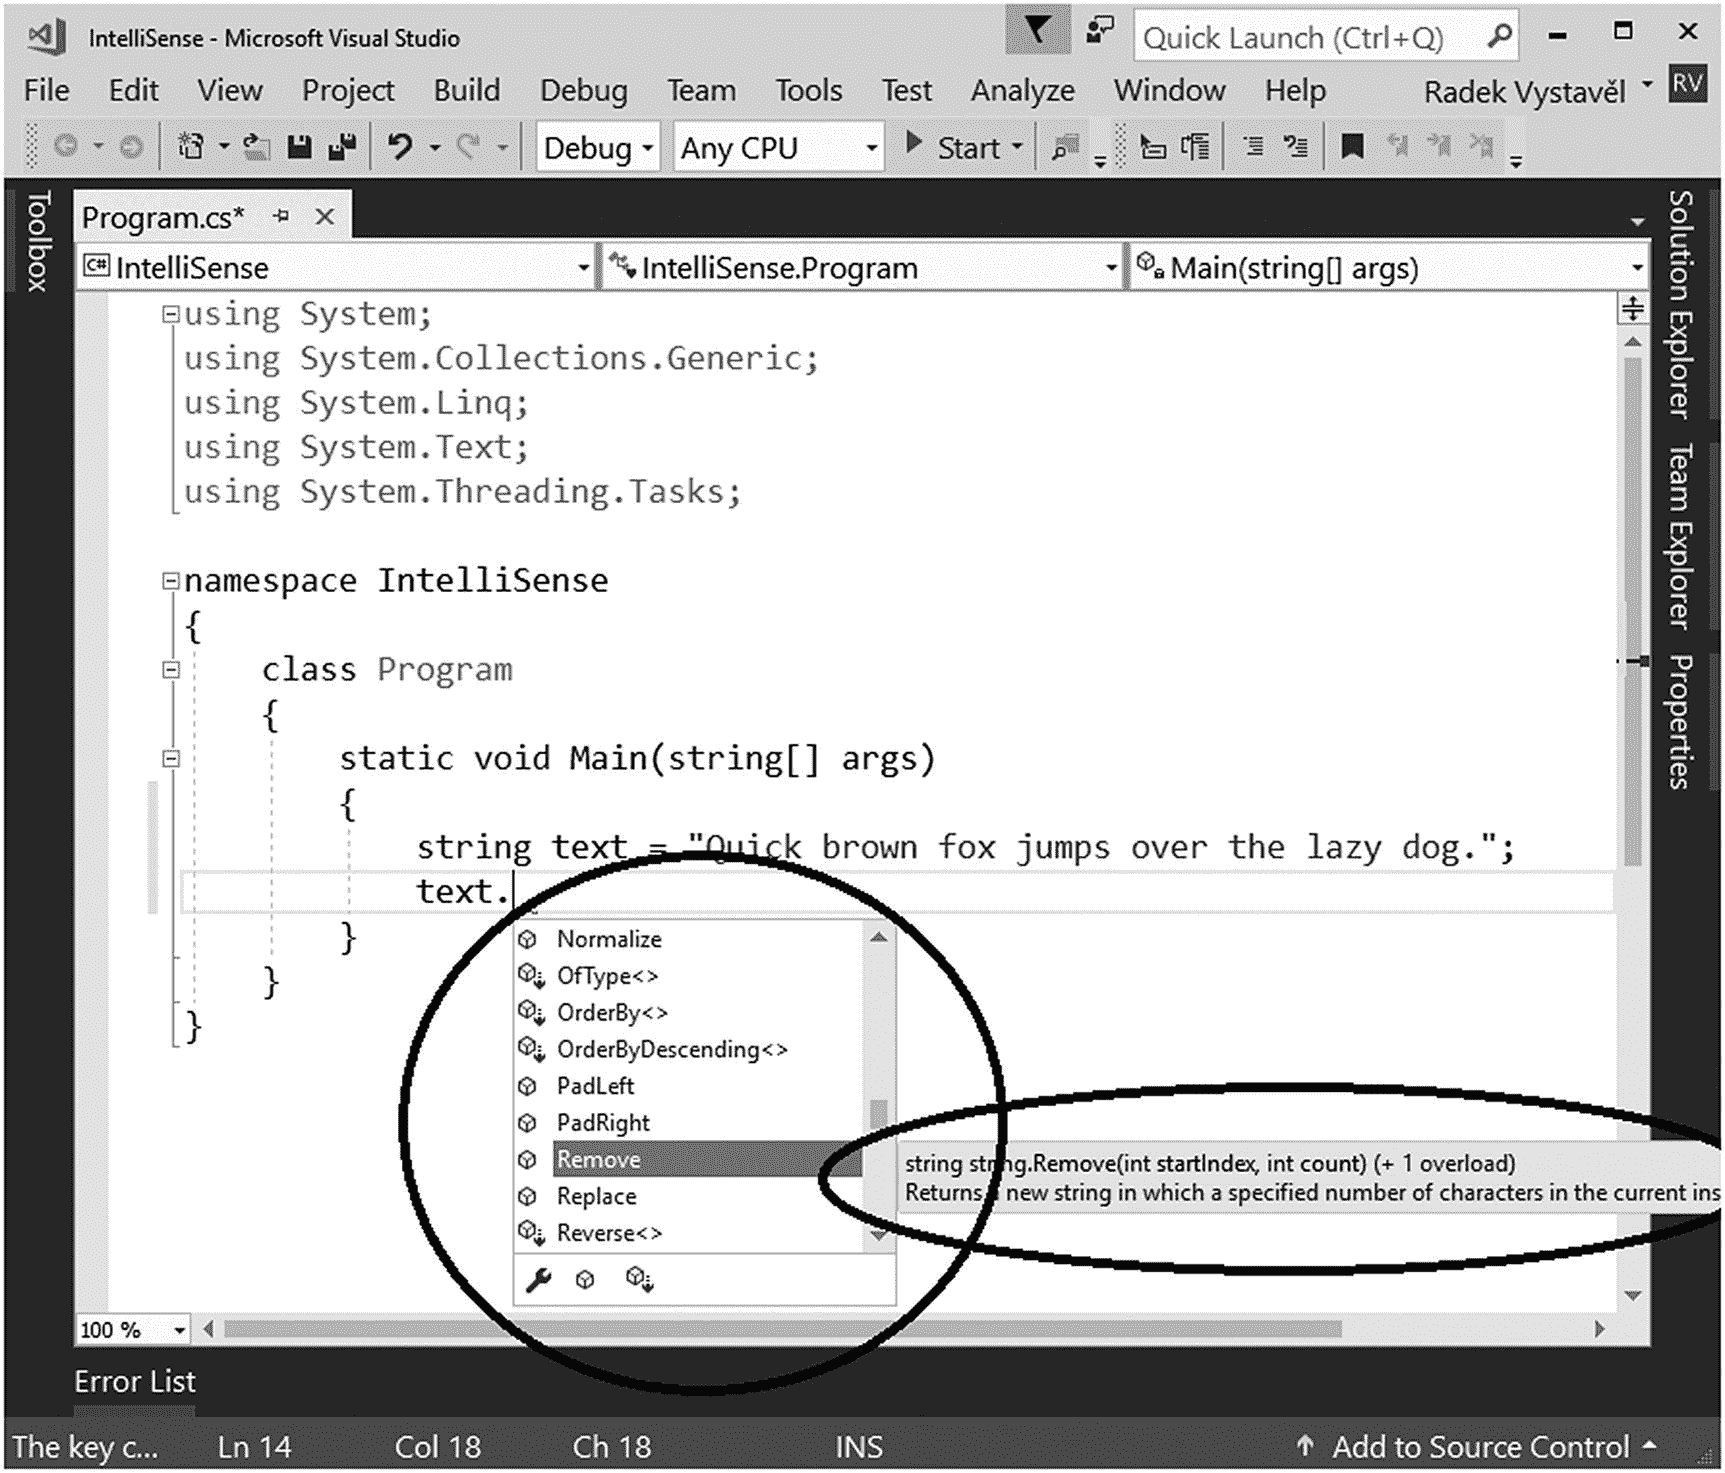 IntelliSense - Microsoft Visual Studio
Quick Launch (Ctrl+Q)
File Edit View Project Build Debug Team Tools Test Analyze Window Help Radek Vystavěl RV
Debug Any CPU Start
Toolbox
Program.cs*
C# IntelliSense IntelliSense.Program Main(string[] args)
using System;
using System.Collections.Generic;
using System.Linq;
using System.Text;
using System.Threading.Tasks;
namespace IntelliSense
{
class Program
{
static void Main(string[] args)
{
string text = "Quick brown fox jumps over the lazy dog.";
text.
}
}
}
Normalize
OfType<>
OrderBy<>
OrderByDescending<>
PadLeft
PadRight
Remove
Replace
Reverse<>
string string.Remove(int startIndex, int count) (+ 1 overload)
Returns a new string in which a specified number of characters in the current ins
Solution Explorer
Team Explorer
Properties
100 %
Error List
The key c... Ln 14 Col 18 Ch 18 INS Add to Source Control